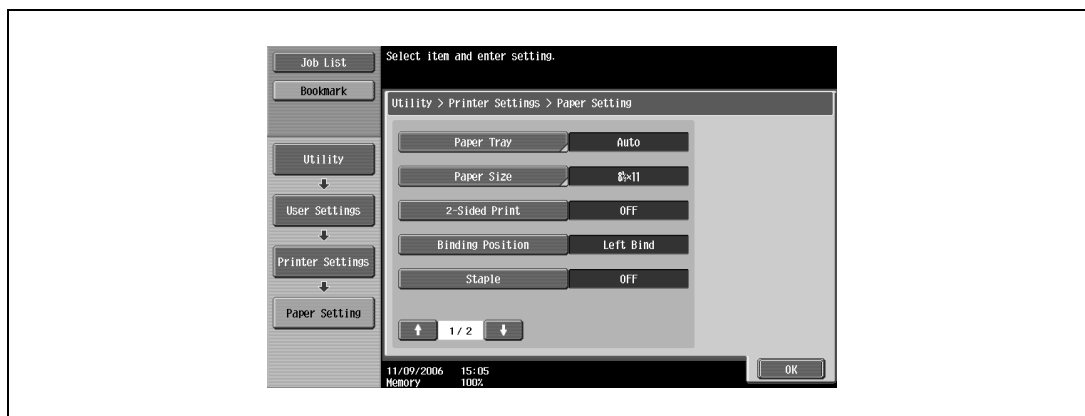 Job List
Bookmark
Select item and enter setting.
Utility > Printer Settings > Paper Setting
Utility
User Settings
Printer Settings
Paper Setting
Paper Tray Auto
Paper Size 8½×11
2-Sided Print OFF
Binding Position Left Bind
Staple OFF
1/2
11/09/2006 15:05
Memory 100%
OK